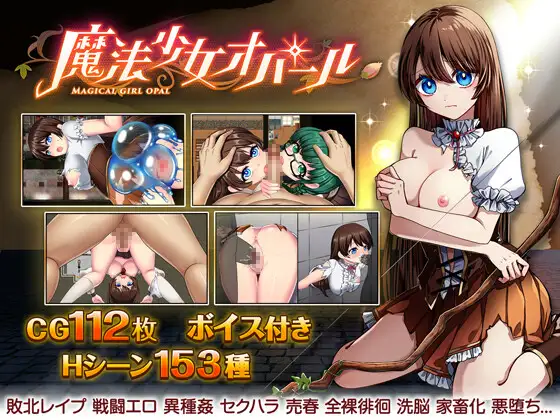 魔法少女オパール
MAGICAL GIRL OPAL
CG112枚 ボイス付き
Hシーン153種
敗北レイプ 戦闘エロ 異種姦 セクハラ 売春 全裸徘徊 洗脳 家畜化 悪堕ち...